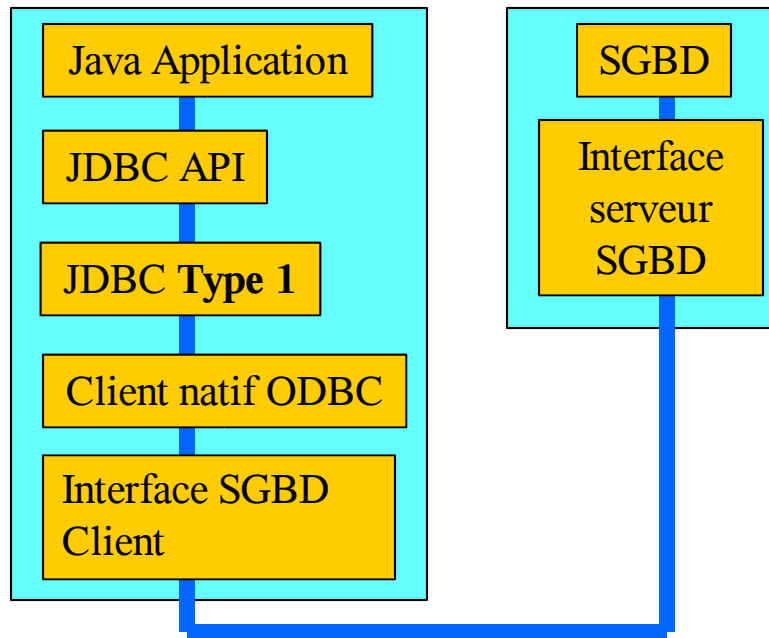 Java Application
JDBC API
JDBC Type 1
Client natif ODBC
Interface SGBD
Client
SGBD
Interface
serveur
SGBD